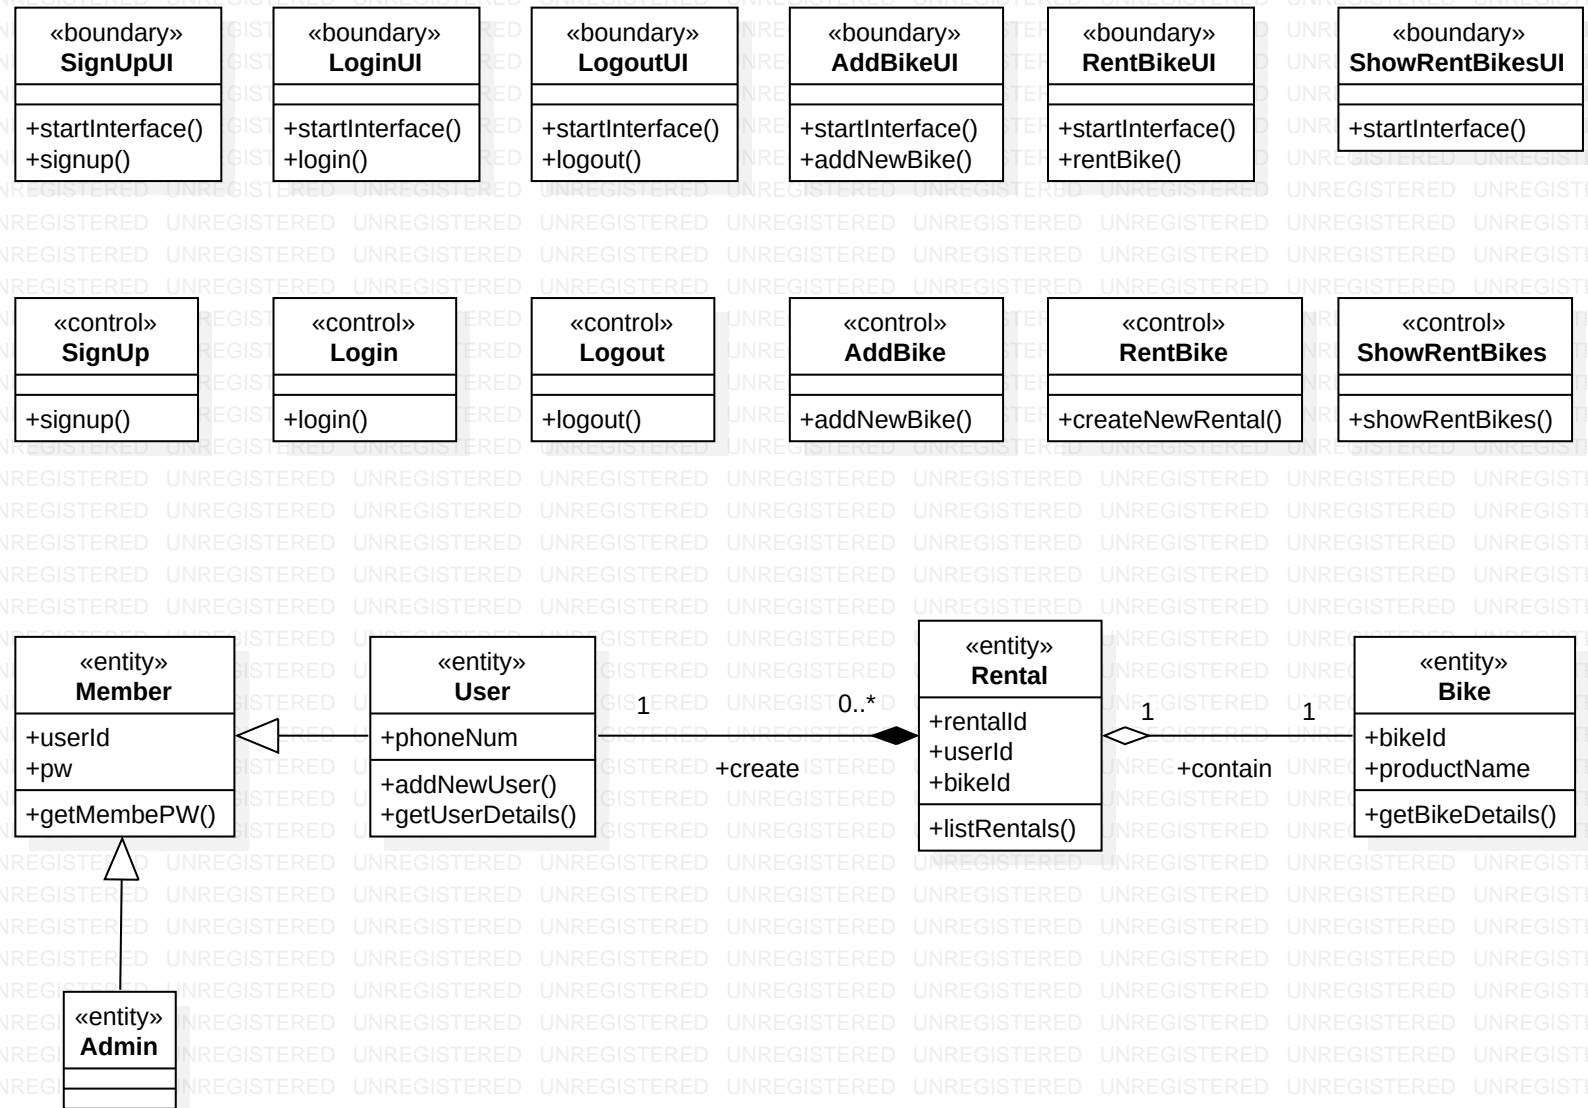 «boundary»
SignUpUI
+startInterface()
+signup()
«boundary»
LoginUI
+startInterface()
+login()
«boundary»
LogoutUI
+startInterface()
+logout()
«boundary»
AddBikeUI
+startInterface()
+addNewBike()
«boundary»
RentBikeUI
+startInterface()
+rentBike()
«boundary»
ShowRentBikesUI
+startInterface()
«control»
SignUp
+signup()
«control»
Login
+login()
«control»
Logout
+logout()
«control»
AddBike
+addNewBike()
«control»
RentBike
+createNewRental()
«control»
ShowRentBikes
+showRentBikes()
«entity»
Member
+userId
+pw
+getMembePW()
«entity»
User
+phoneNum
+addNewUser()
+getUserDetails()
1
0..*
+create
«entity»
Rental
+rentalId
+userId
+bikeId
+listRentals()
1
1
+contain
«entity»
Bike
+bikeId
+productName
+getBikeDetails()
«entity»
Admin
UNREGISTERED